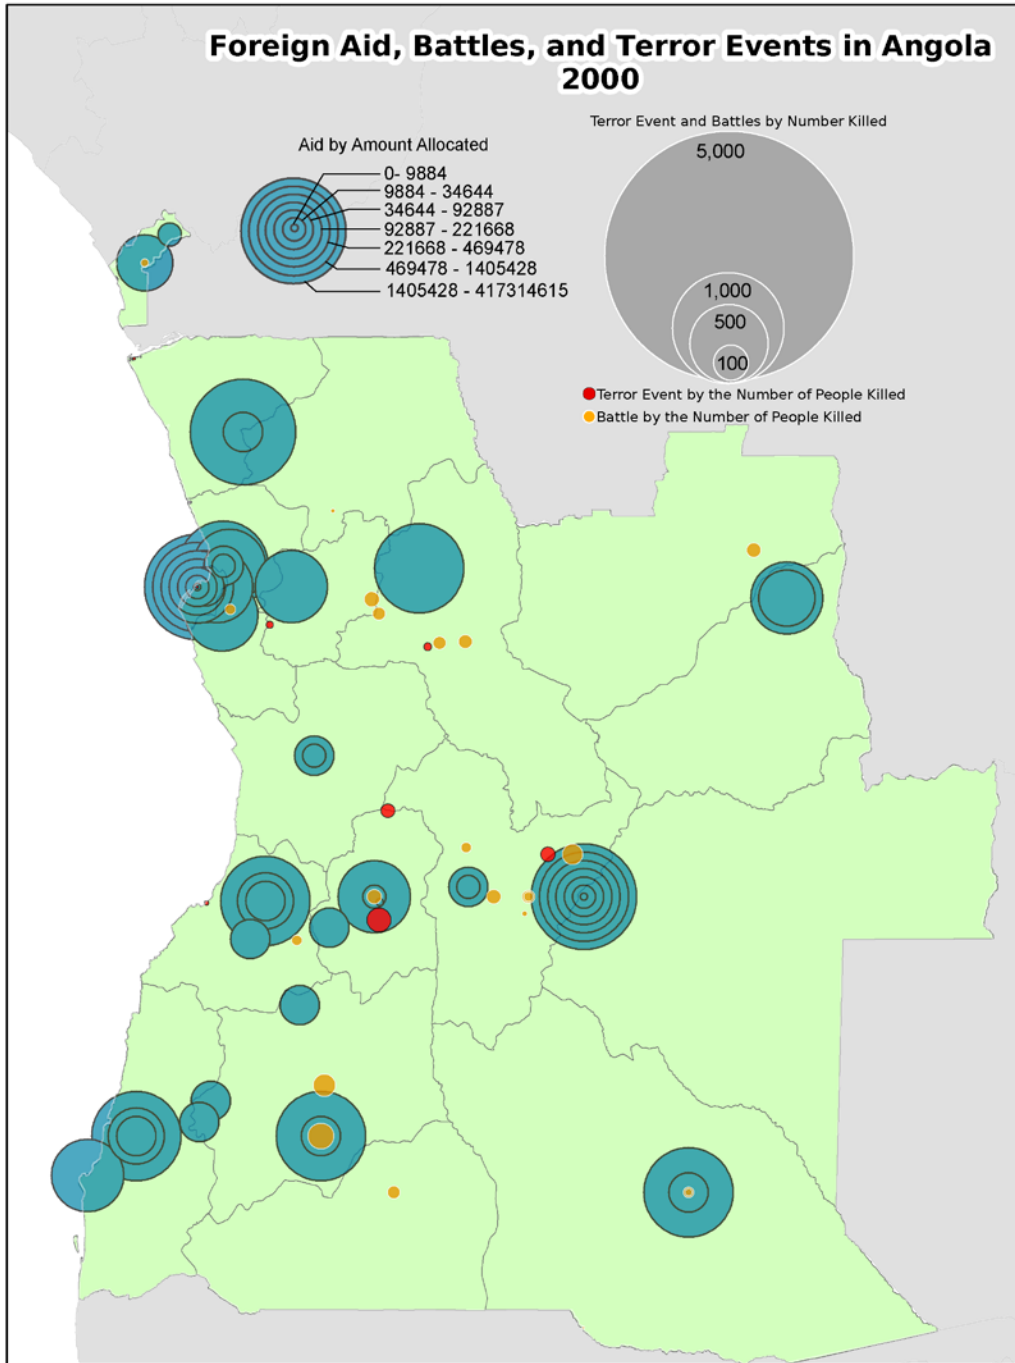 Foreign Aid, Battles, and Terror Events in Angola
2000
Terror Event and Battles by Number Killed
Aid by Amount Allocated
0- 9884
9884 - 34644
34644 - 92887
92887 - 221668
221668 - 469478
469478 - 1405428
1405428 - 417314615
5,000
1,000
500
100
Terror Event by the Number of People Killed
Battle by the Number of People Killed